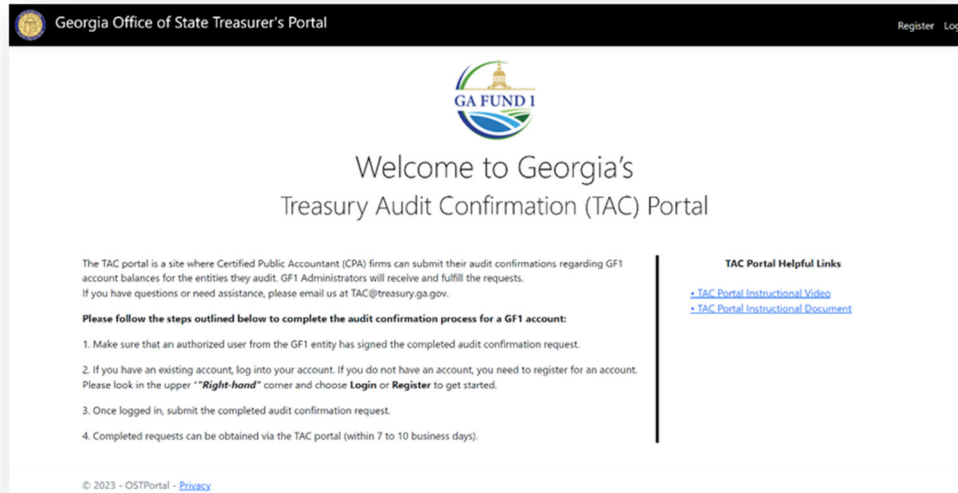 Georgia Office of State Treasurer's Portal
Register Log
GA FUND 1
Welcome to Georgia's
Treasury Audit Confirmation (TAC) Portal
The TAC portal is a site where Certified Public Accountant (CPA) firms can submit their audit confirmations regarding GF1
account balances for the entities they audit. GF1 Administrators will receive and fulfill the requests.
If you have questions or need assistance, please email us at TAC@treasury.ga.gov.
Please follow the steps outlined below to complete the audit confirmation process for a GF1 account:
1. Make sure that an authorized user from the GF1 entity has signed the completed audit confirmation request.
2. If you have an existing account, log into your account. If you do not have an account, you need to register for an account.
Please look in the upper ""Right-hand" corner and choose Login or Register to get started.
3. Once logged in, submit the completed audit confirmation request.
4. Completed requests can be obtained via the TAC portal (within 7 to 10 business days).
TAC Portal Helpful Links
• TAC Portal Instructional Video
• TAC Portal Instructional Document
© 2023 - OSTPortal - Privacy